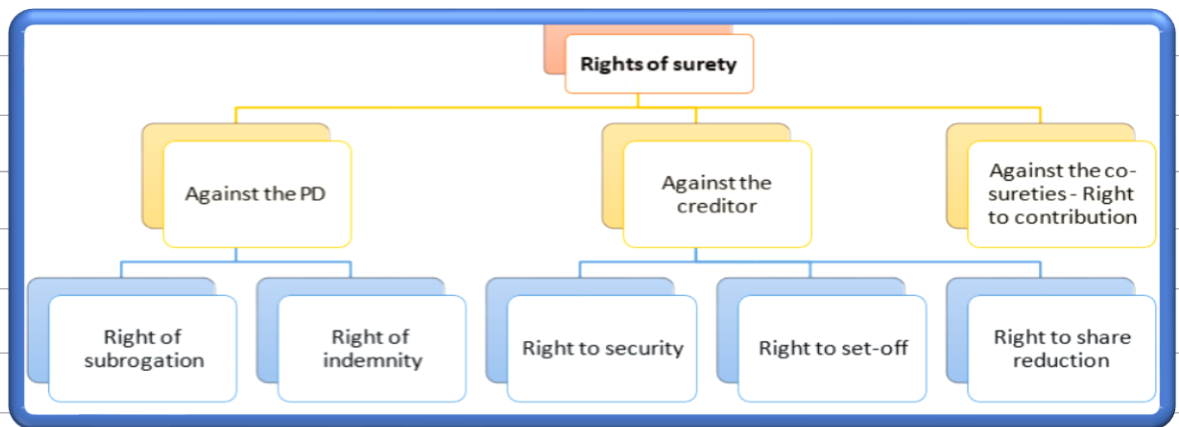 Rights of surety
Against the PD
Against the
creditor
Against the co-
sureties - Right
to contribution
Right of
subrogation
Right of
indemnity
Right to security
Right to set-off
Right to share
reduction